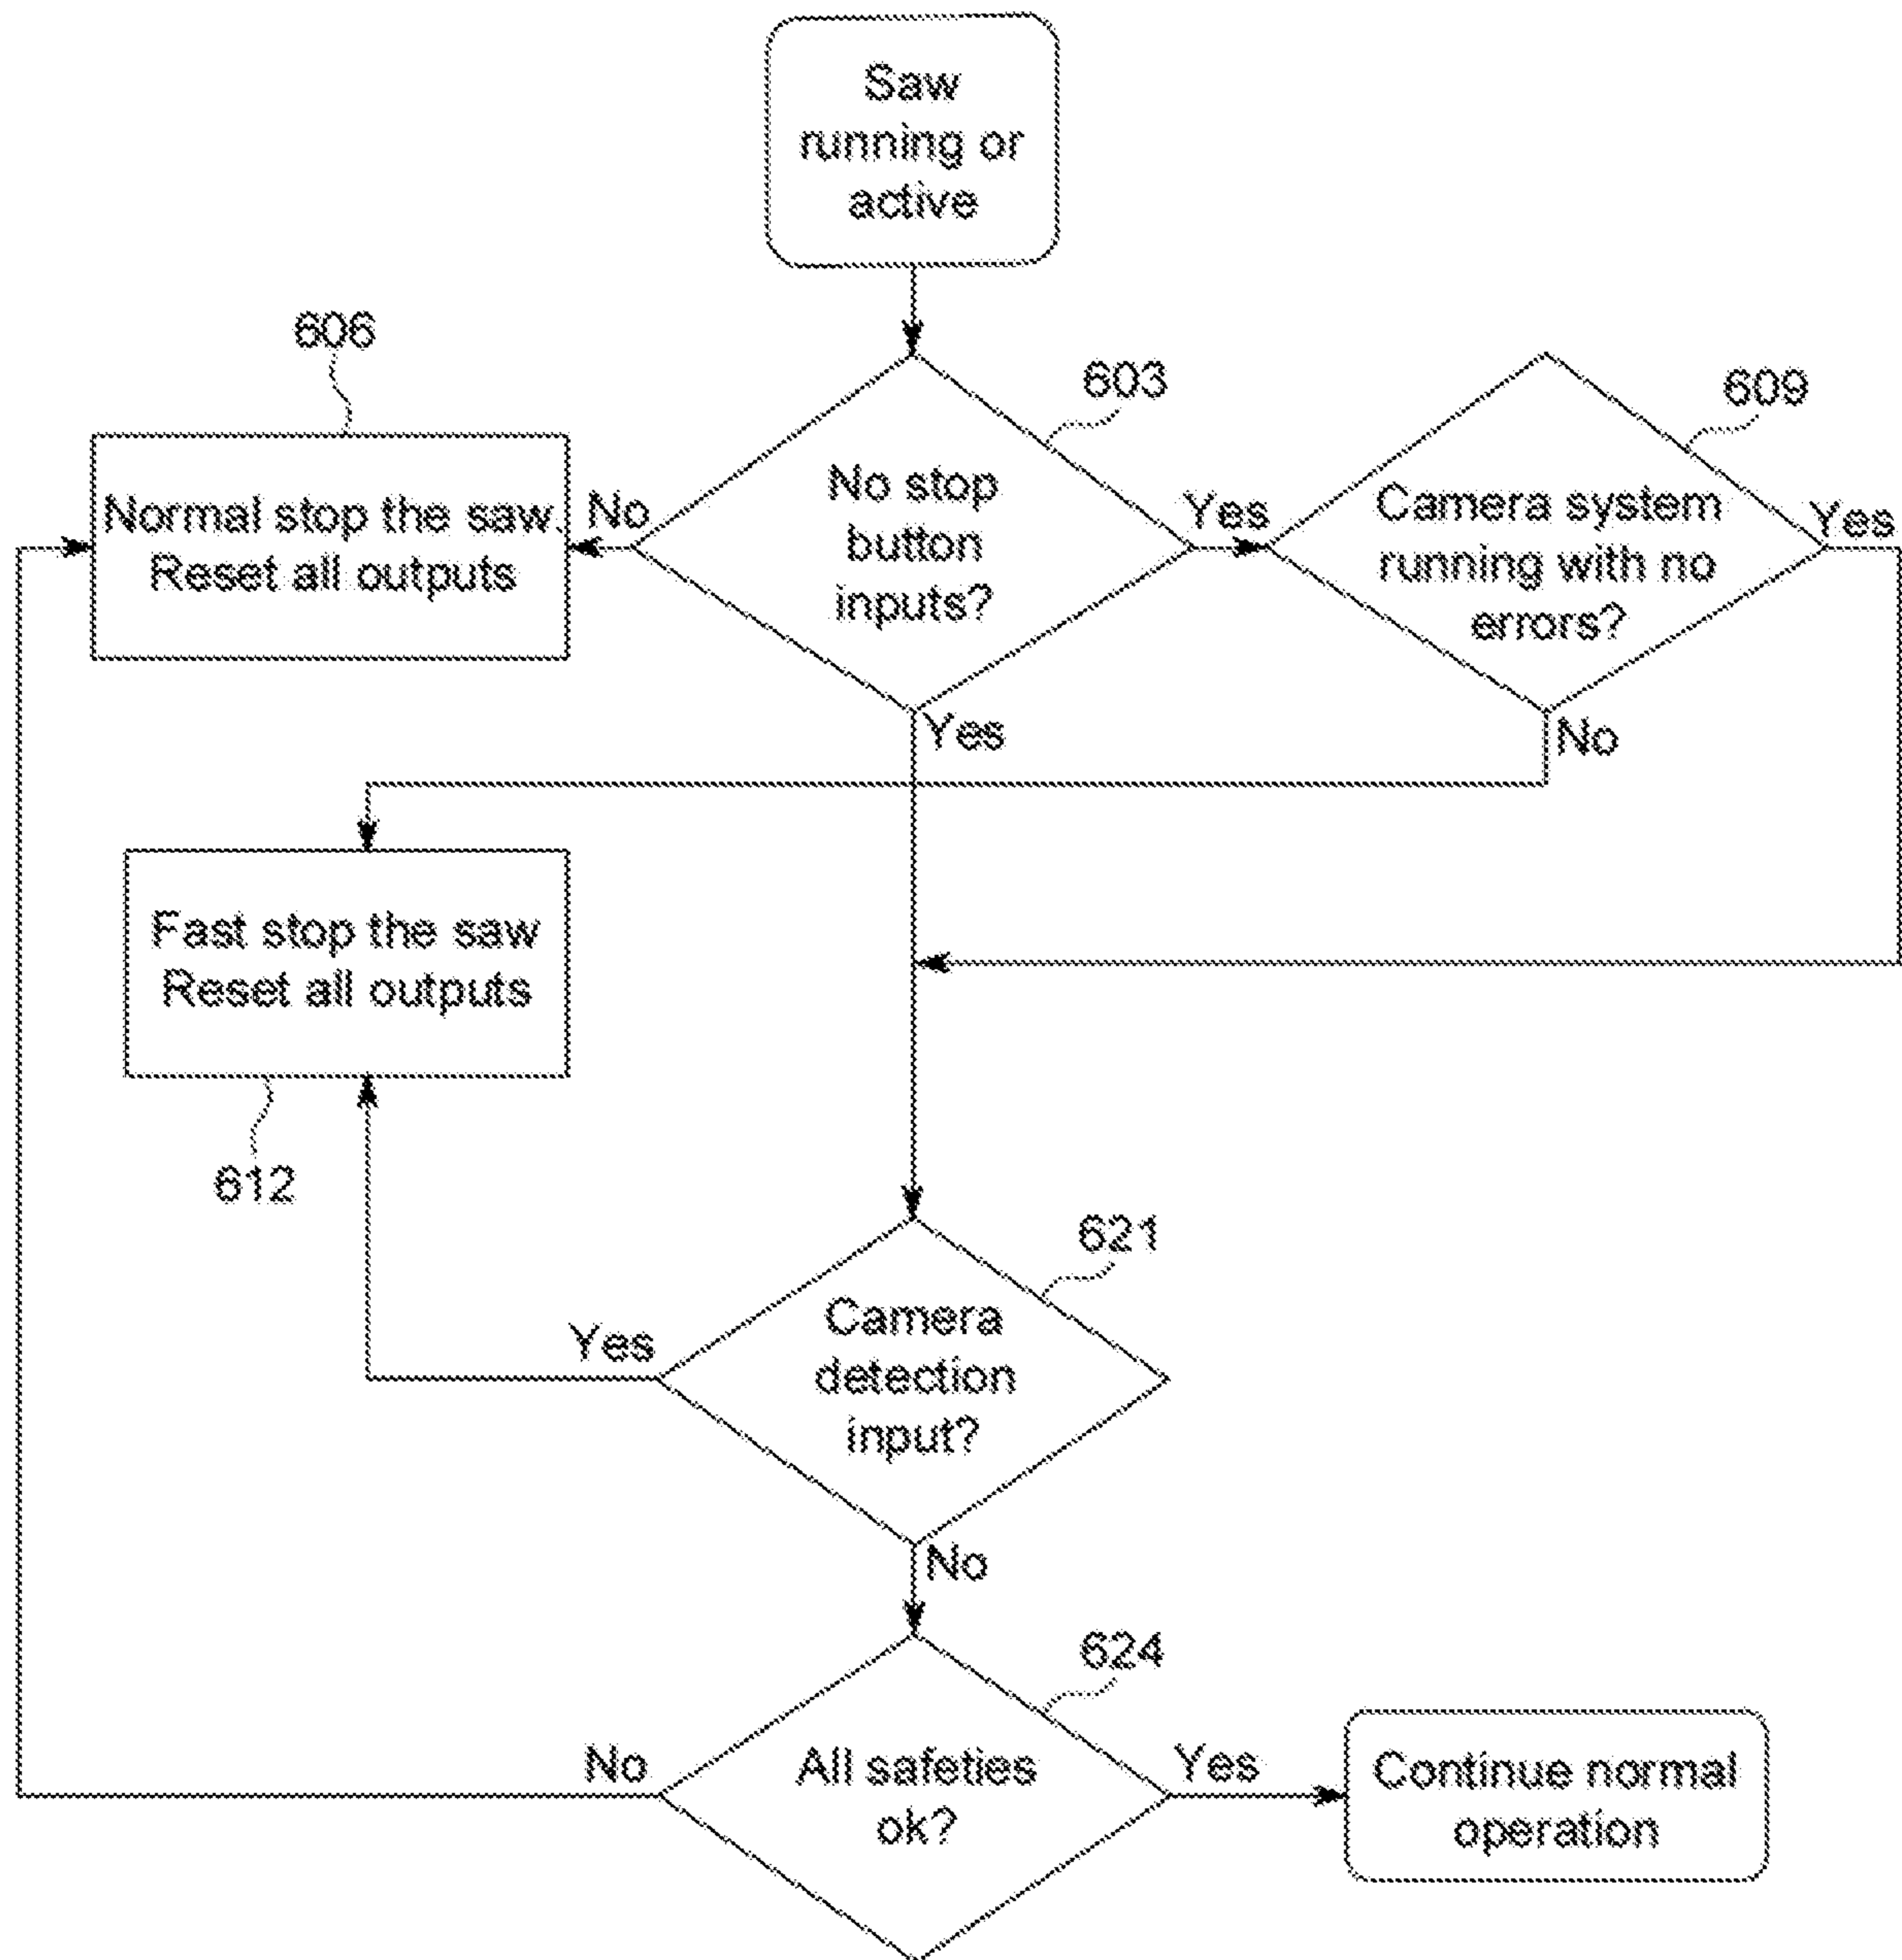 Saw
running or
active
606
603
609
Normal stop the saw
Reset all outputs
No
No stop
button
inputs?
Yes
Camera system
running with no
errors?
Yes
Yes
No
Fast stop the saw
Reset all outputs
612
621
Yes
Camera
detection
input?
No
624
No
All safeties
ok?
Yes
Continue normal
operation